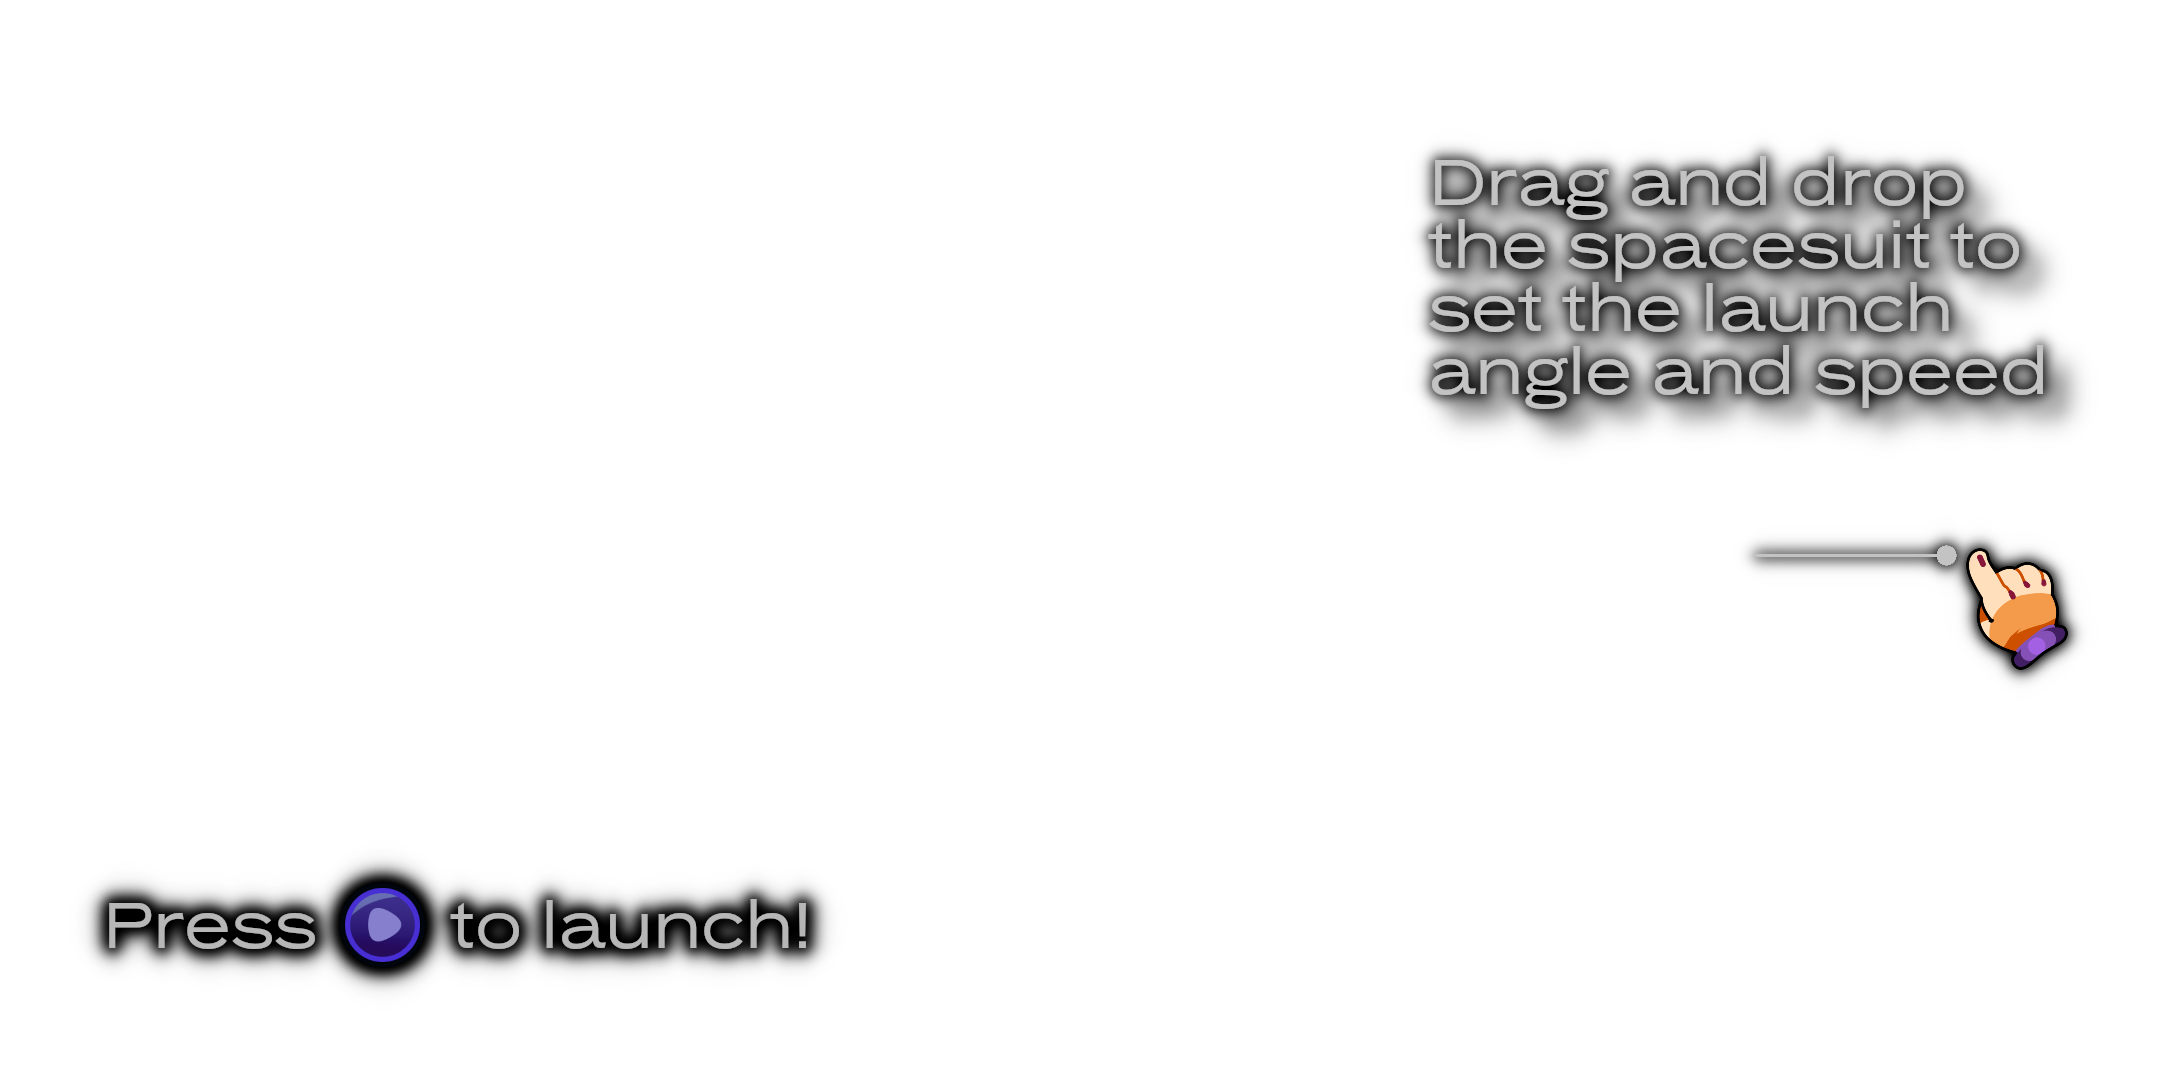 Drag and drop
the spacesuit to
set the launch
angle and speed
Press to launch!